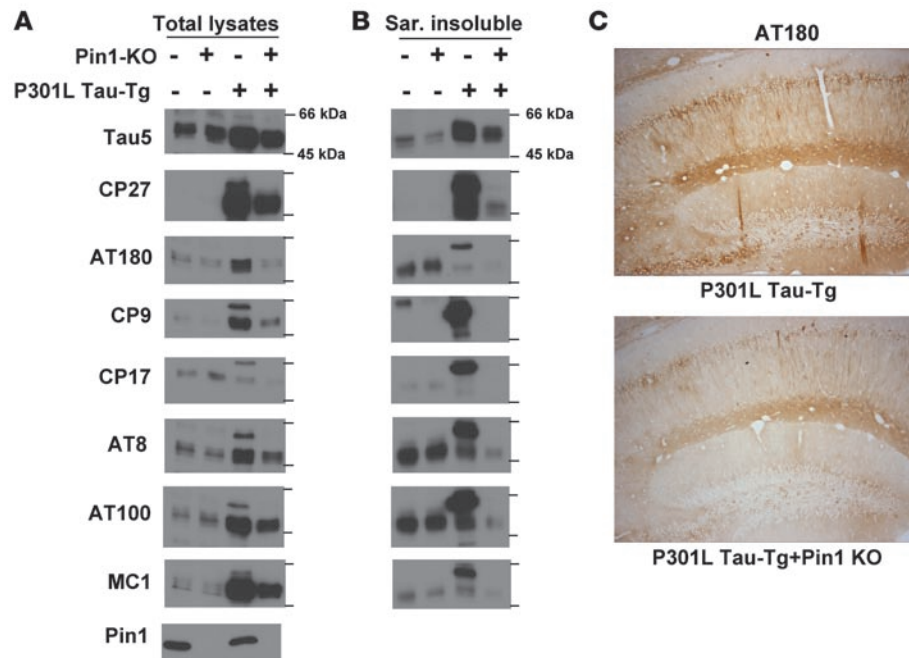 A
Total lysates
Pin1-KO - + - +
P301L Tau-Tg - - + +
Tau5
66 kDa
45 kDa
CP27
AT180
CP9
CP17
AT8
AT100
MC1
Pin1
B
Sar. insoluble
- + - +
- - + +
66 kDa
45 kDa
C
AT180
P301L Tau-Tg
P301L Tau-Tg+Pin1 KO